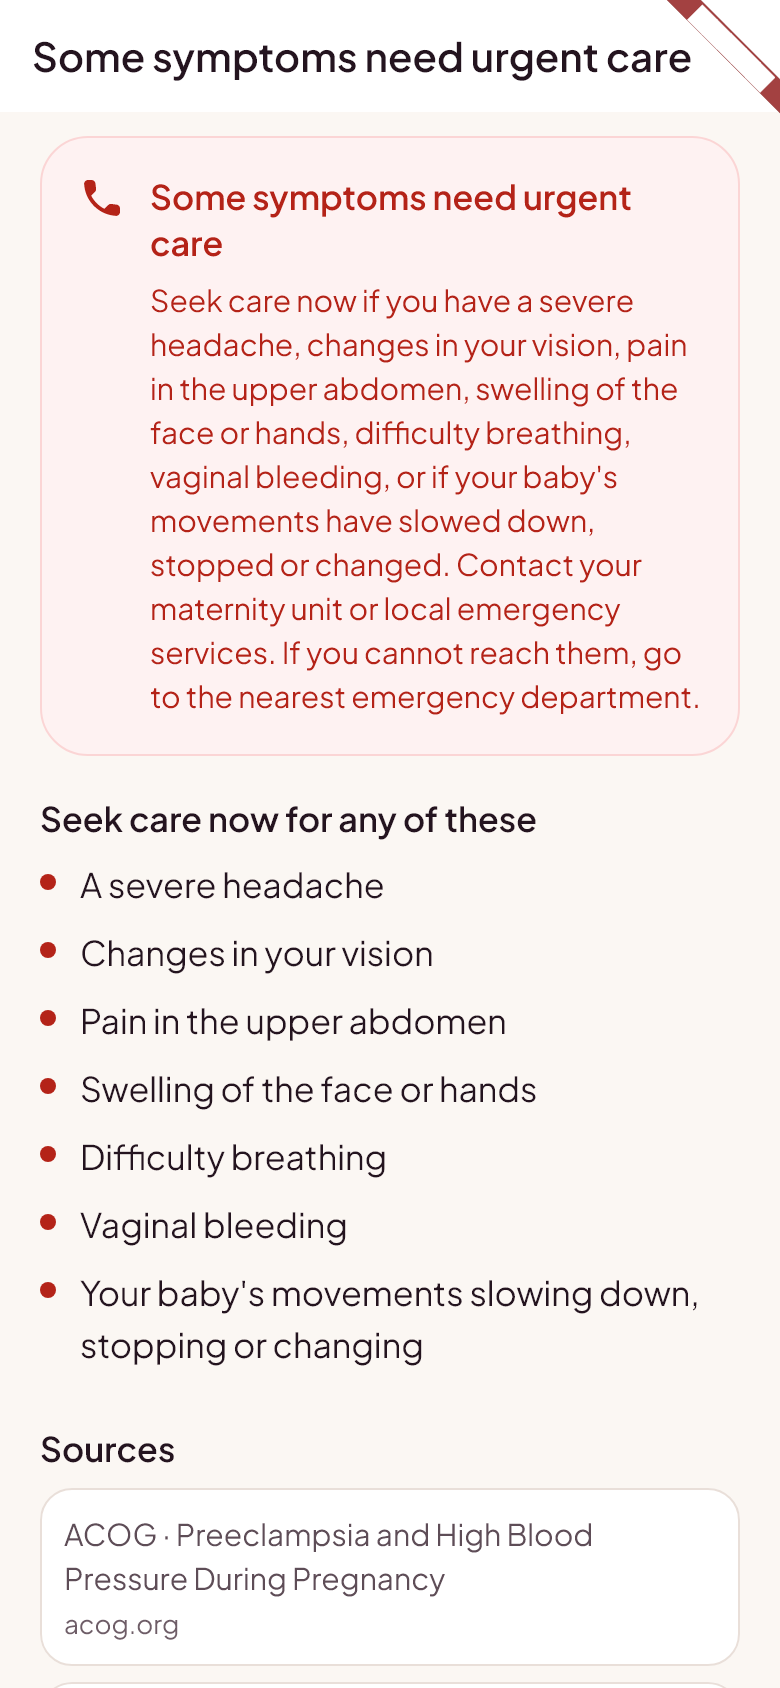 Some symptoms need urgent care
Some symptoms need urgent
care
Seek care now if you have a severe
headache, changes in your vision, pain
in the upper abdomen, swelling of the
face or hands, difficulty breathing,
vaginal bleeding, or if your baby's
movements have slowed down,
stopped or changed. Contact your
maternity unit or local emergency
services. If you cannot reach them, go
to the nearest emergency department.
Seek care now for any of these
A severe headache
Changes in your vision
Pain in the upper abdomen
Swelling of the face or hands
Difficulty breathing
Vaginal bleeding
Your baby's movements slowing down,
stopping or changing
Sources
ACOG · Preeclampsia and High Blood
Pressure During Pregnancy
acog.org